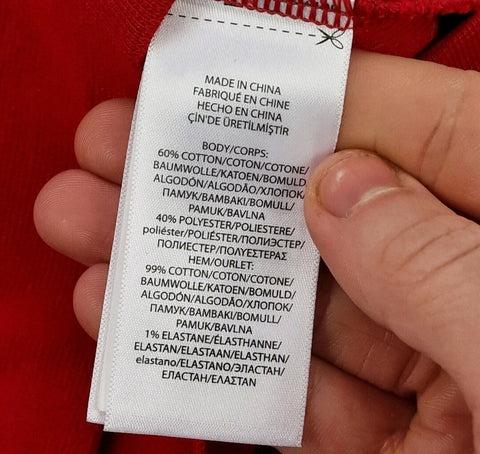 MADE IN CHINA
FABRIQUÉ EN CHINE
HECHO EN CHINA
ÇİN'DE ÜRETİLMİŞTİR
BODY/CORPS:
60% COTTON/COTON/COTONE/
BAUMWOLLE/KATOEN/BOMULD
ALGODÓN/ALGODÃO/ХЛОПОК
ПАМУК/BAMBAKI/BOMULL/
PAMUK/BAVLNA
40% POLYESTER/POLIESTERE/
poliéster/POLIÉSTER/ПОЛИЭСТЕР/
ПОЛИЕСТЕР/ΠΟΛΥΕΣΤΕΡΑΣ
HEM/OURLET:
99% COTTON/COTON/COTONE/
BAUMWOLLE/KATOEN/BOMULD/
ALGODÓN/ALGODÃO/ХЛОПОК/
ПАМУК/BAMBAKI/BOMULL/
PAMUK/BAVLNA
1% ELASTANE/ÉLASTHANNE/
ELASTAN/ELASTAAN/ELASTHAN/
elastano/ELASTANO/ЭЛАСТАН/
ЕЛАСТАН/ΕΛΑΣΤΑΝ